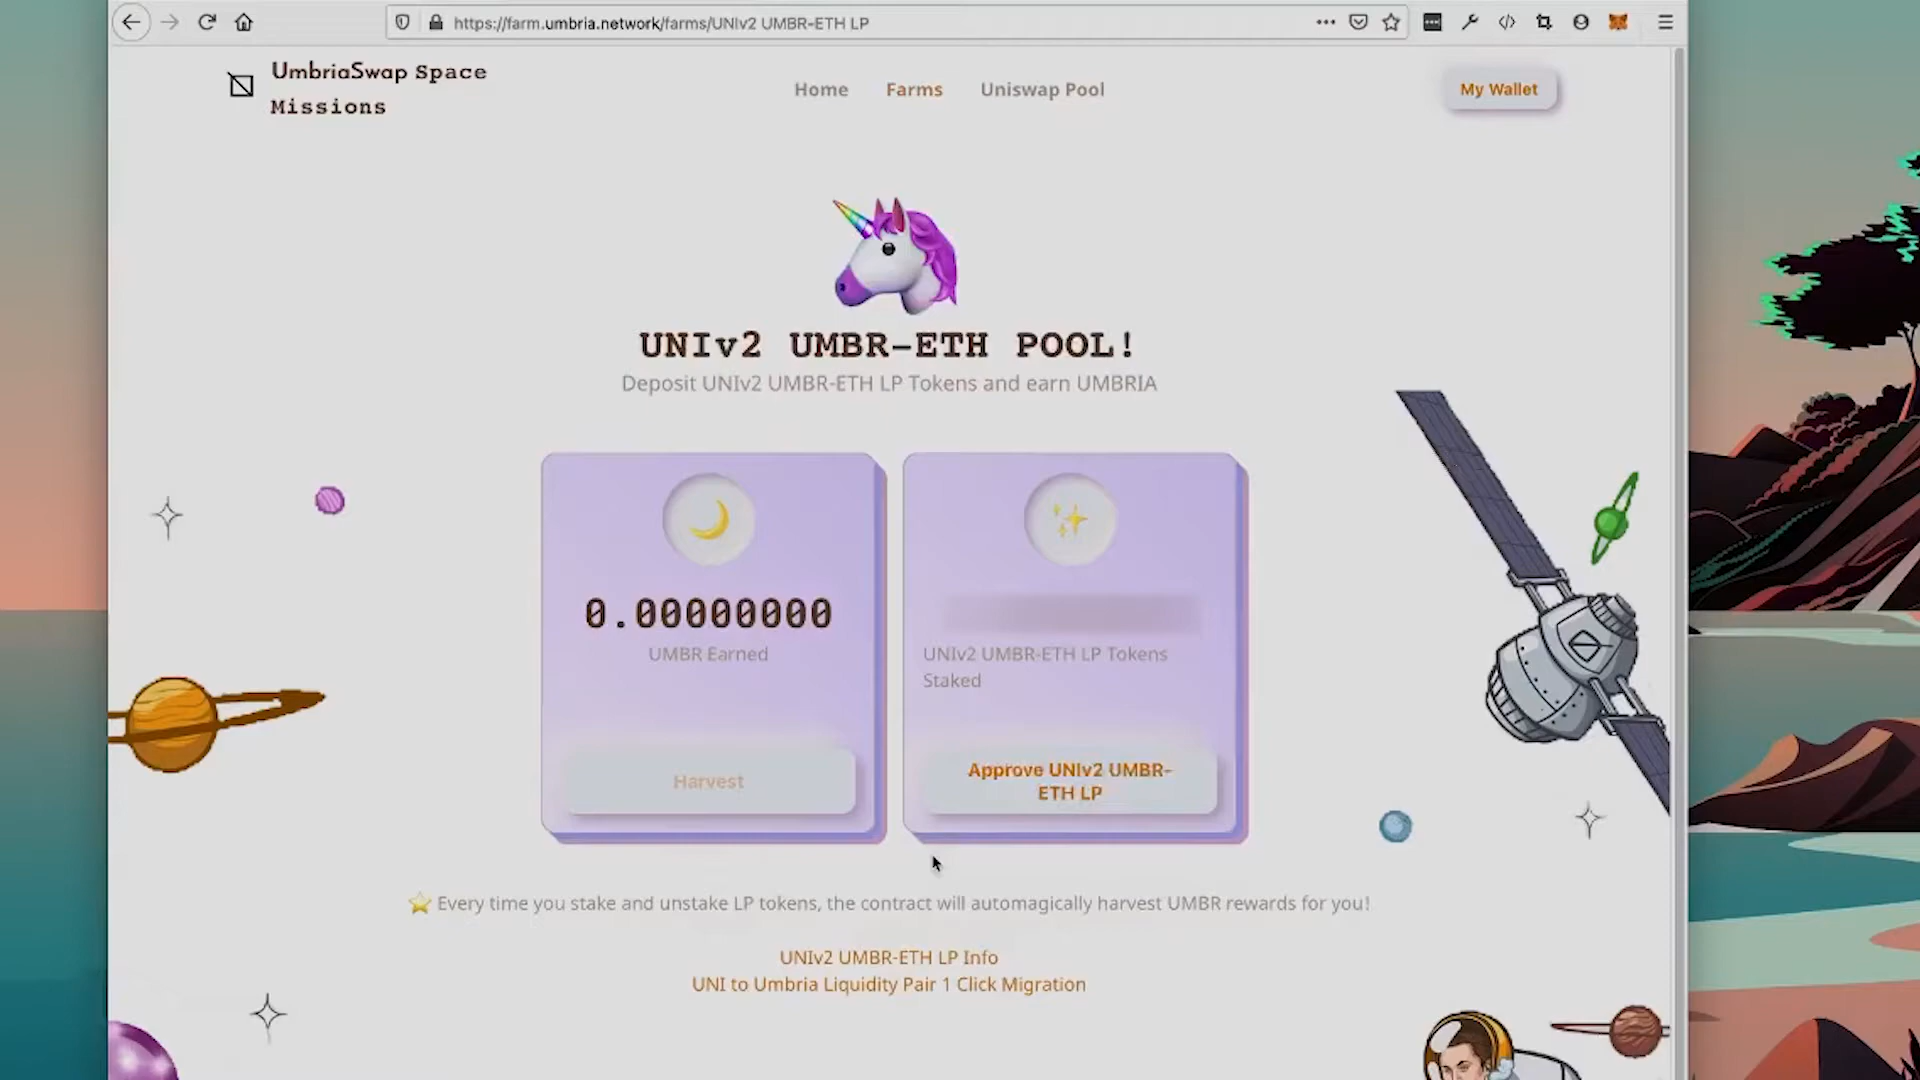 https://farm.umbria.network/farms/UNIv2 UMBR-ETH LP
UmbriaSwap Space
Missions
Home
Farms
Uniswap Pool
My Wallet
UNIv2 UMBR-ETH POOL!
Deposit UNIv2 UMBR-ETH LP Tokens and earn UMBRIA
0.00000000
UMBR Earned
Harvest
UNIv2 UMBR-ETH LP Tokens
Staked
Approve UNIv2 UMBR-
ETH LP
Every time you stake and unstake LP tokens, the contract will automagically harvest UMBR rewards for you!
UNIv2 UMBR-ETH LP Info
UNI to Umbria Liquidity Pair 1 Click Migration